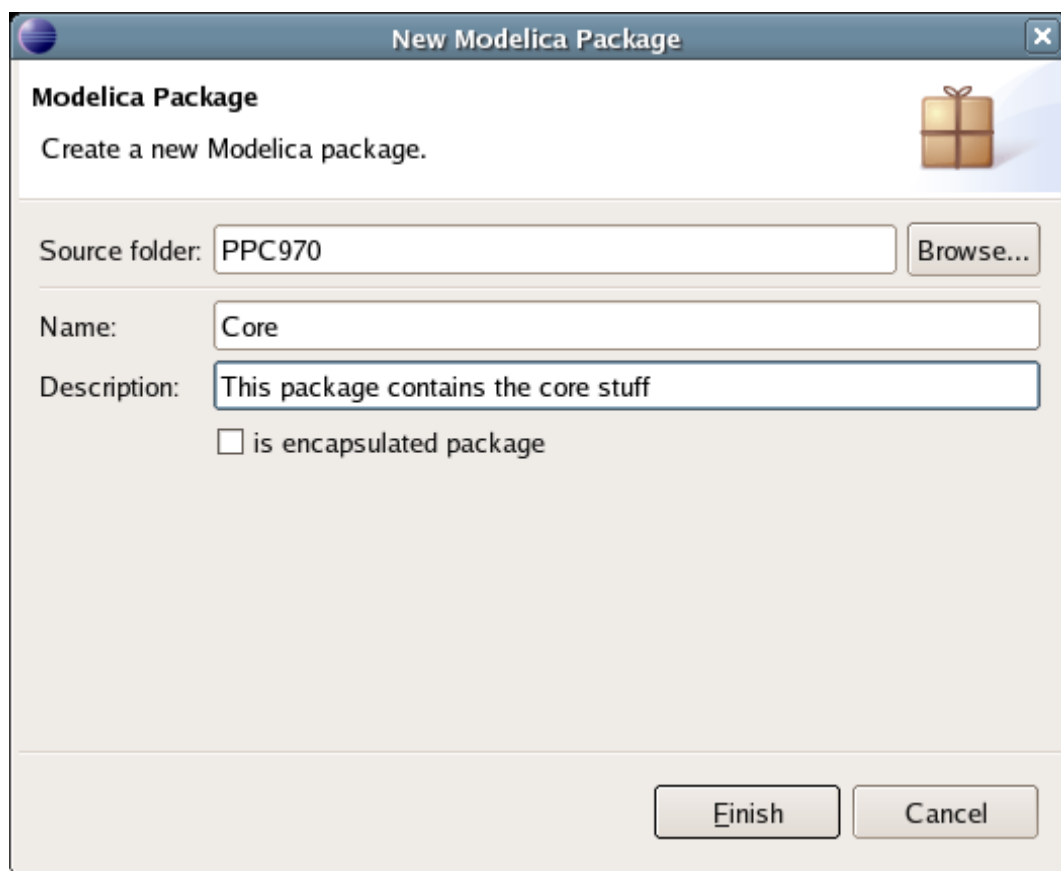 New Modelica Package
Modelica Package
Create a new Modelica package.
Source folder: PPC970 Browse...
Name: Core
Description: This package contains the core stuff
is encapsulated package
Finish Cancel